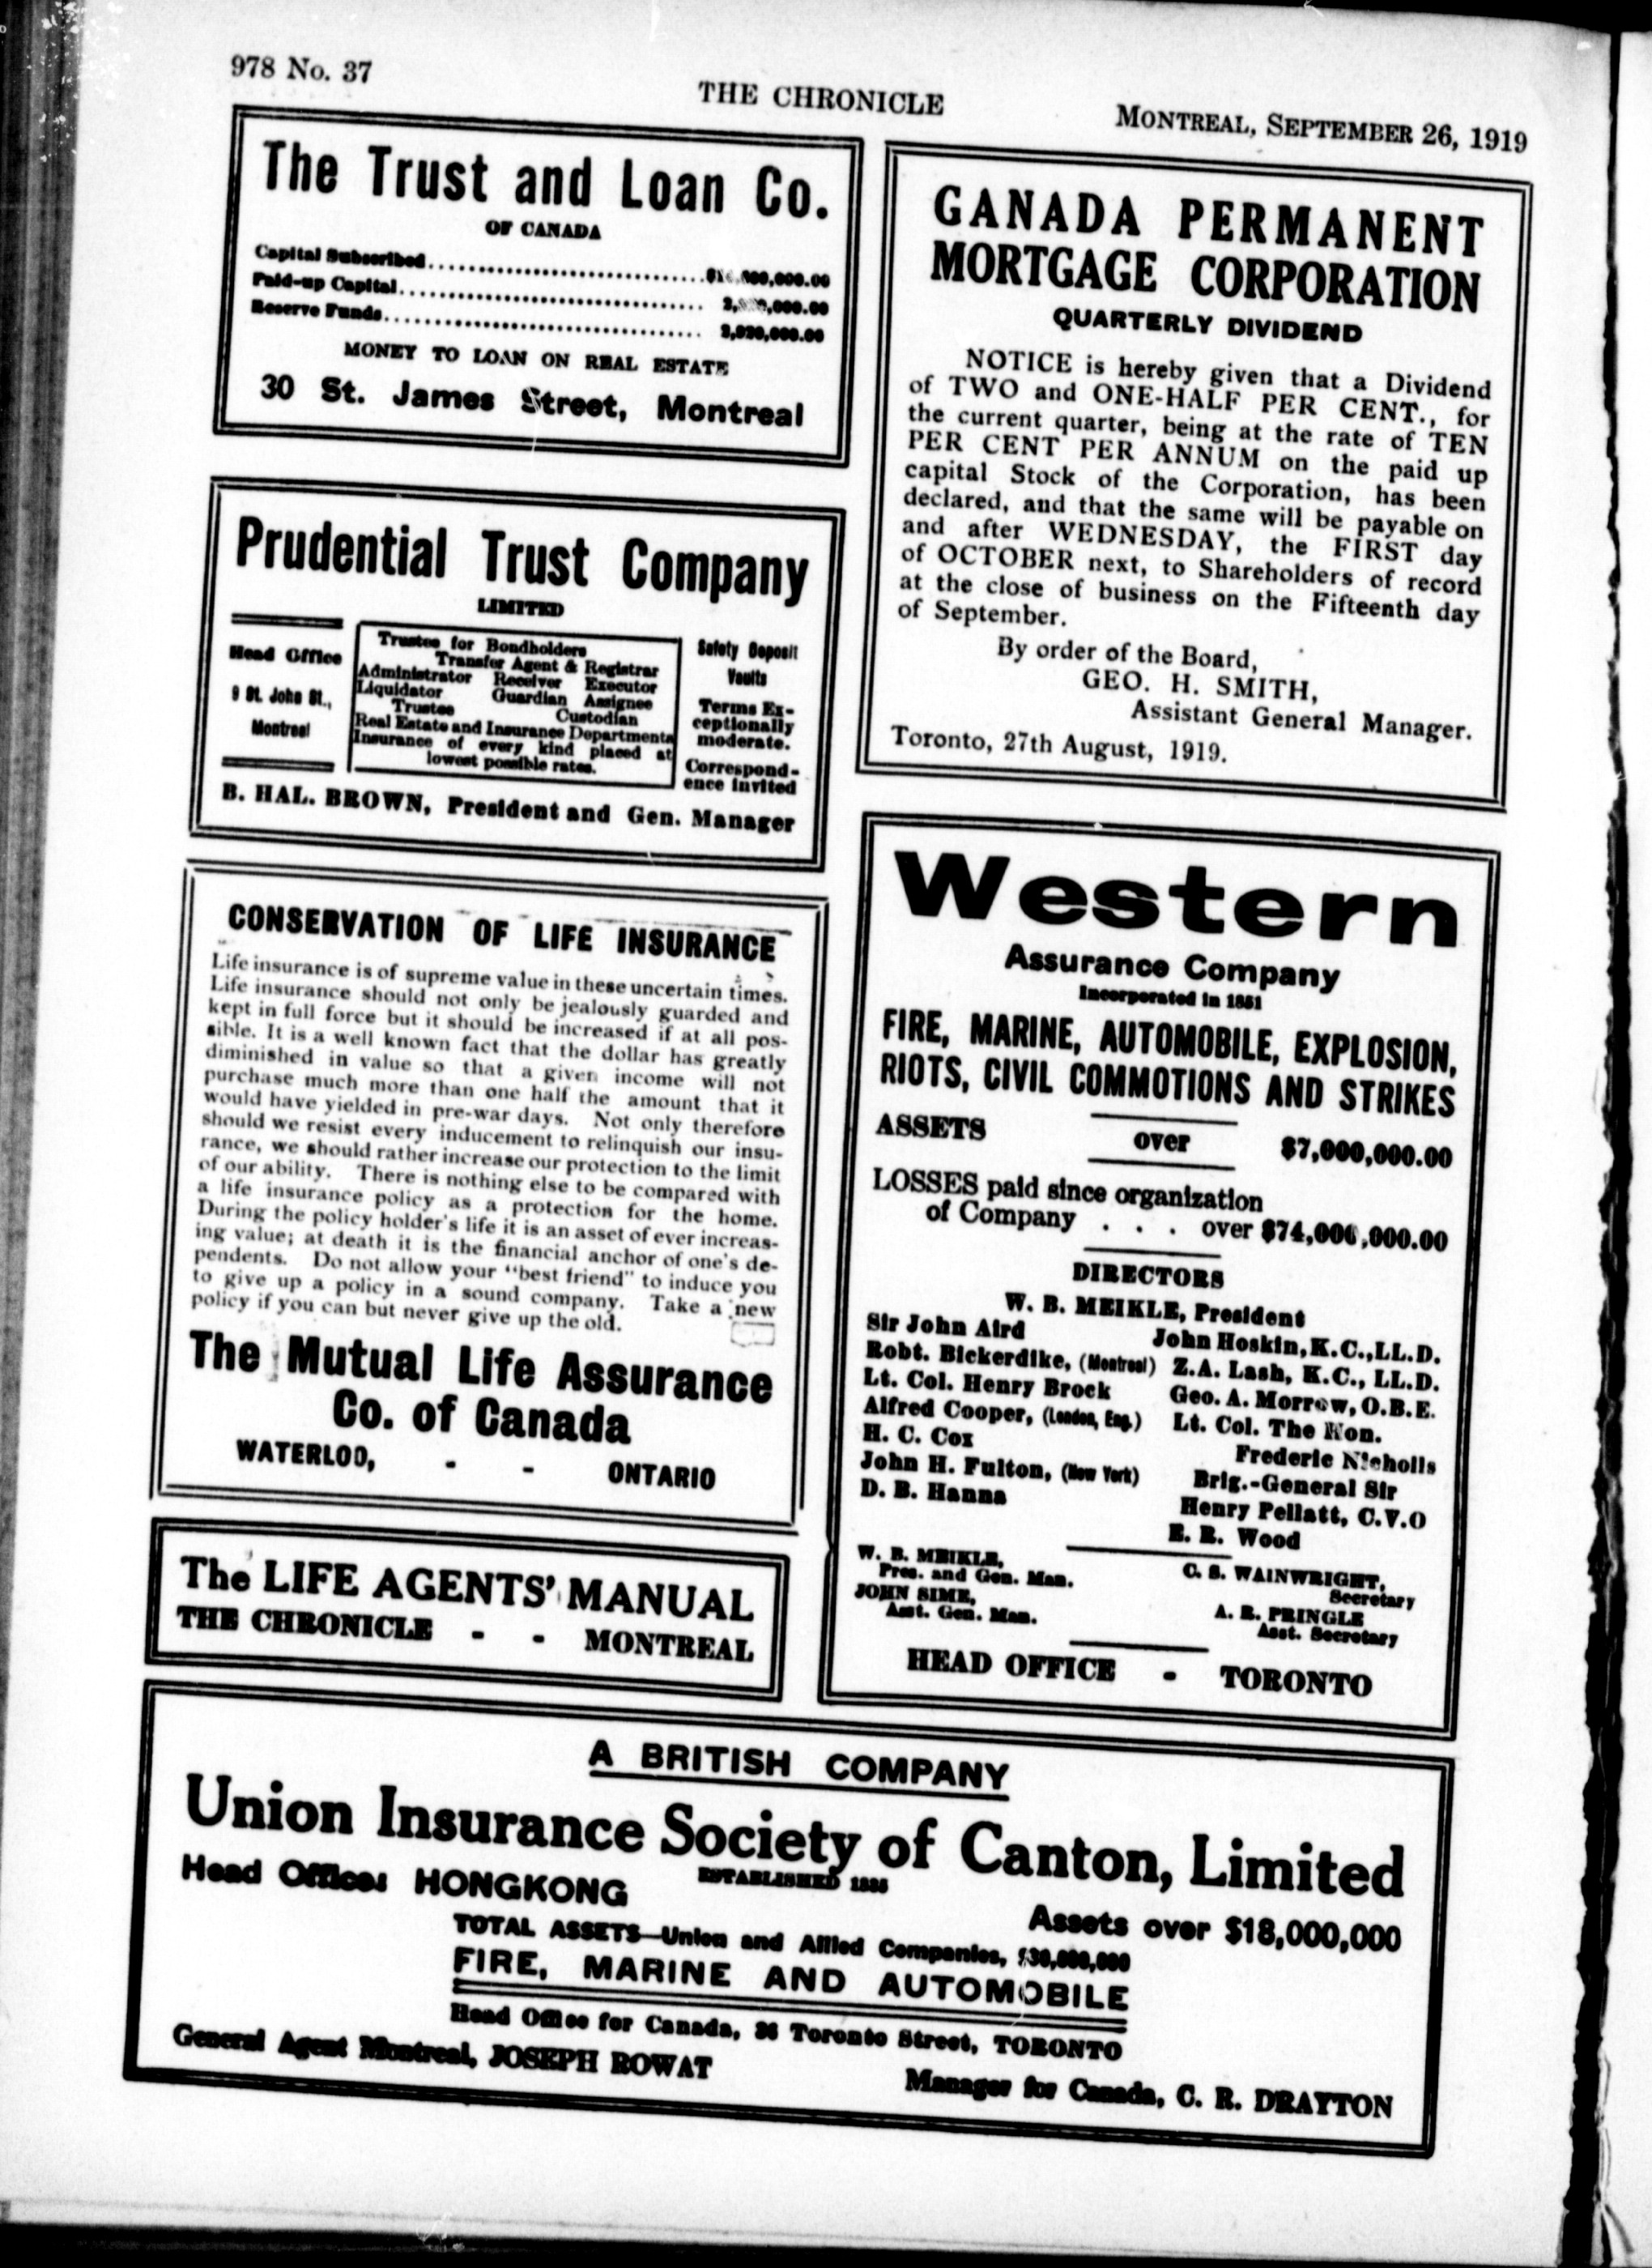 978 No. 37
THE CHRONICLE
MONTREAL, SEPTEMBER 26, 1919
The Trust and Loan Co.
OF CANADA
Capital Subscribed
Paid-up Capital
Reserve Funds
MONEY TO LOAN ON REAL ESTATE
30 St. James Street, Montreal
Prudential Trust Company
LIMITED
Head Office
9 St. John St.,
Montreal
Trustee for Bondholders
Transfer Agent & Registrar
Administrator Receiver Executor
Liquidator Guardian Assignee
Trustee Custodian
Real Estate and Insurance Departments
Insurance of every kind placed at
lowest possible rates.
Safety Deposit
Vaults
Terms Ex-
ceptionally
moderate.
Correspond-
ence invited
B. HAL. BROWN, President and Gen. Manager
CONSERVATION OF LIFE INSURANCE
Life insurance is of supreme value in these uncertain times.
Life insurance should not only be jealously guarded and
kept in full force but it should be increased if at all pos-
sible. It is a well known fact that the dollar has greatly
diminished in value so that a given income will not
purchase much more than one half the amount that it
would have yielded in pre-war days. Not only therefore
should we resist every inducement to relinquish our insu-
rance, we should rather increase our protection to the limit
of our ability. There is nothing else to be compared with
a life insurance policy as a protection for the home.
During the policy holder's life it is an asset of ever increas-
ing value; at death it is the financial anchor of one's de-
pendents. Do not allow your "best friend" to induce you
to give up a policy in a sound company. Take a new
policy if you can but never give up the old.
The Mutual Life Assurance
Co. of Canada
WATERLOO, - - ONTARIO
The LIFE AGENTS' MANUAL
THE CHRONICLE - - MONTREAL
CANADA PERMANENT
MORTGAGE CORPORATION
QUARTERLY DIVIDEND
NOTICE is hereby given that a Dividend
of TWO and ONE-HALF PER CENT., for
the current quarter, being at the rate of TEN
PER CENT PER ANNUM on the paid up
capital Stock of the Corporation, has been
declared, and that the same will be payable on
and after WEDNESDAY, the FIRST day
of OCTOBER next, to Shareholders of record
at the close of business on the Fifteenth day
of September.
By order of the Board,
GEO. H. SMITH,
Assistant General Manager.
Toronto, 27th August, 1919.
Western
Assurance Company
Incorporated in 1851
FIRE, MARINE, AUTOMOBILE, EXPLOSION,
RIOTS, CIVIL COMMOTIONS AND STRIKES
ASSETS over $7,000,000.00
LOSSES paid since organization
of Company . . . over $74,000,000.00
DIRECTORS
W. B. MEIKLE, President
Sir John Aird John Hoskin, K.C., LL.D.
Robt. Bickerdike, (Montreal) Z.A. Lash, K.C., LL.D.
Lt. Col. Henry Brock Geo. A. Morrow, O.B.E.
Alfred Cooper, (London, Eng.) Lt. Col. The Hon.
H. C. Cox Frederic Nicholls
John H. Fulton, (New York) Brig.-General Sir
D. B. Hanna Henry Pellatt, C.V.O
E. R. Wood
W. B. MEIKLE, C. S. WAINWRIGHT,
Pres. and Gen. Man. Secretary
JOHN SIME, A. R. PRINGLE
Asst. Gen. Man. Asst. Secretary
HEAD OFFICE - TORONTO
A BRITISH COMPANY
Union Insurance Society of Canton, Limited
ESTABLISHED
Head Office: HONGKONG Assets over $18,000,000
TOTAL ASSETS—Union and Allied Companies, $30,000,000
FIRE, MARINE AND AUTOMOBILE
Head Office for Canada, 36 Toronto Street, TORONTO
General Agent Montreal, JOSEPH ROWAT
Manager for Canada, C. R. DRAYTON